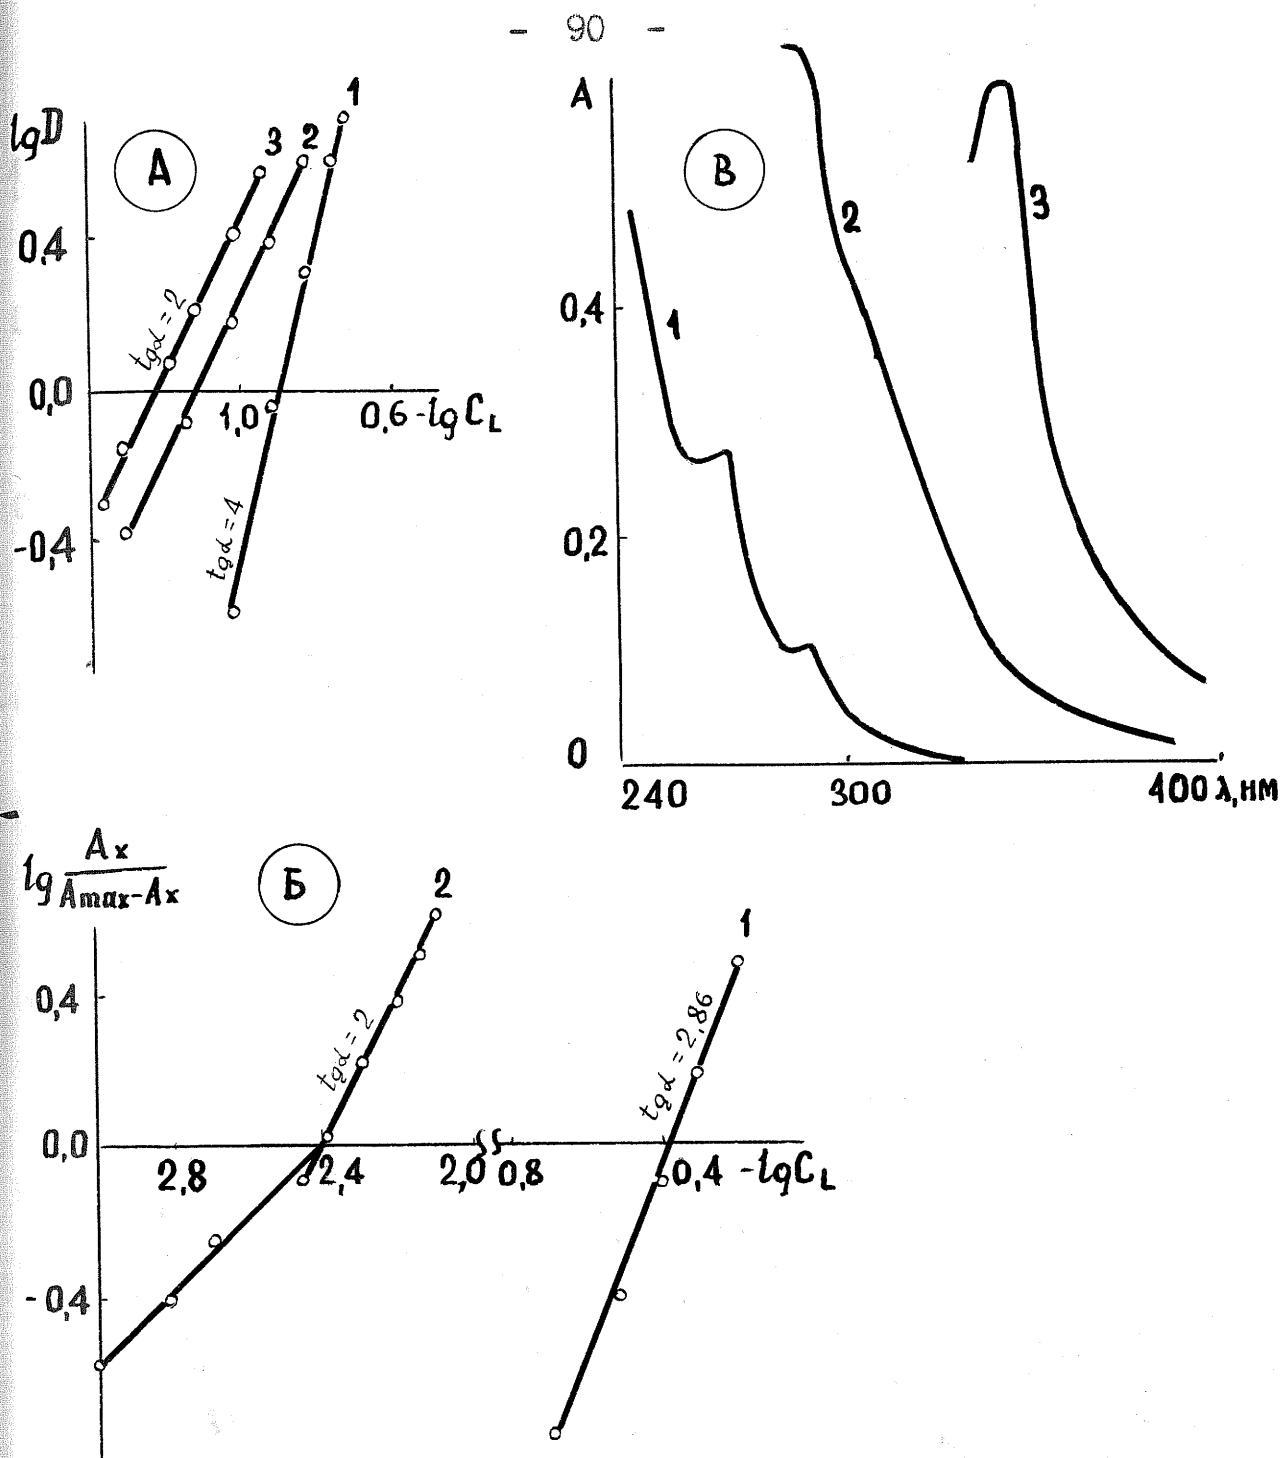 - 90 -
lgD
А
3
2
1
0,4
tgα=2
0,0
1,0
0,6
-lgC_L
-0,4
tgα=4
A
В
2
3
1
0,4
0,2
0
240
300
400 λ,нм
lg A_x / A_max-A_x
Б
2
1
0,4
tgα=2
tgα=2,86
0,0
2,8
2,4
2,0
0,8
0,4
-lgC_L
-0,4